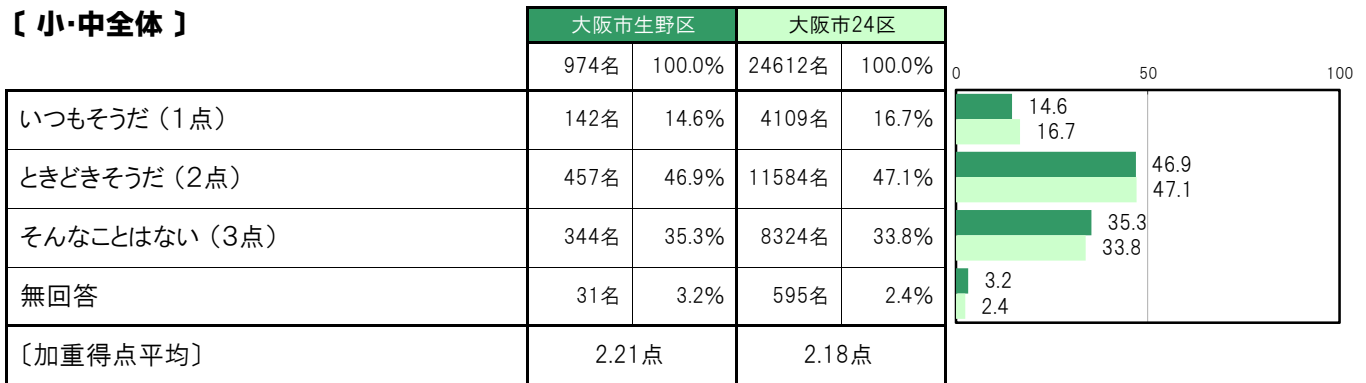 〔 小・中全体 〕
大阪市生野区 大阪市24区
974名 100.0% 24612名 100.0%
0 50 100
いつもそうだ（1点） 142名 14.6% 4109名 16.7%
14.6
16.7
ときどきそうだ（2点） 457名 46.9% 11584名 47.1%
46.9
47.1
そんなことはない（3点） 344名 35.3% 8324名 33.8%
35.3
33.8
無回答 31名 3.2% 595名 2.4%
3.2
2.4
〔加重得点平均〕 2.21点 2.18点